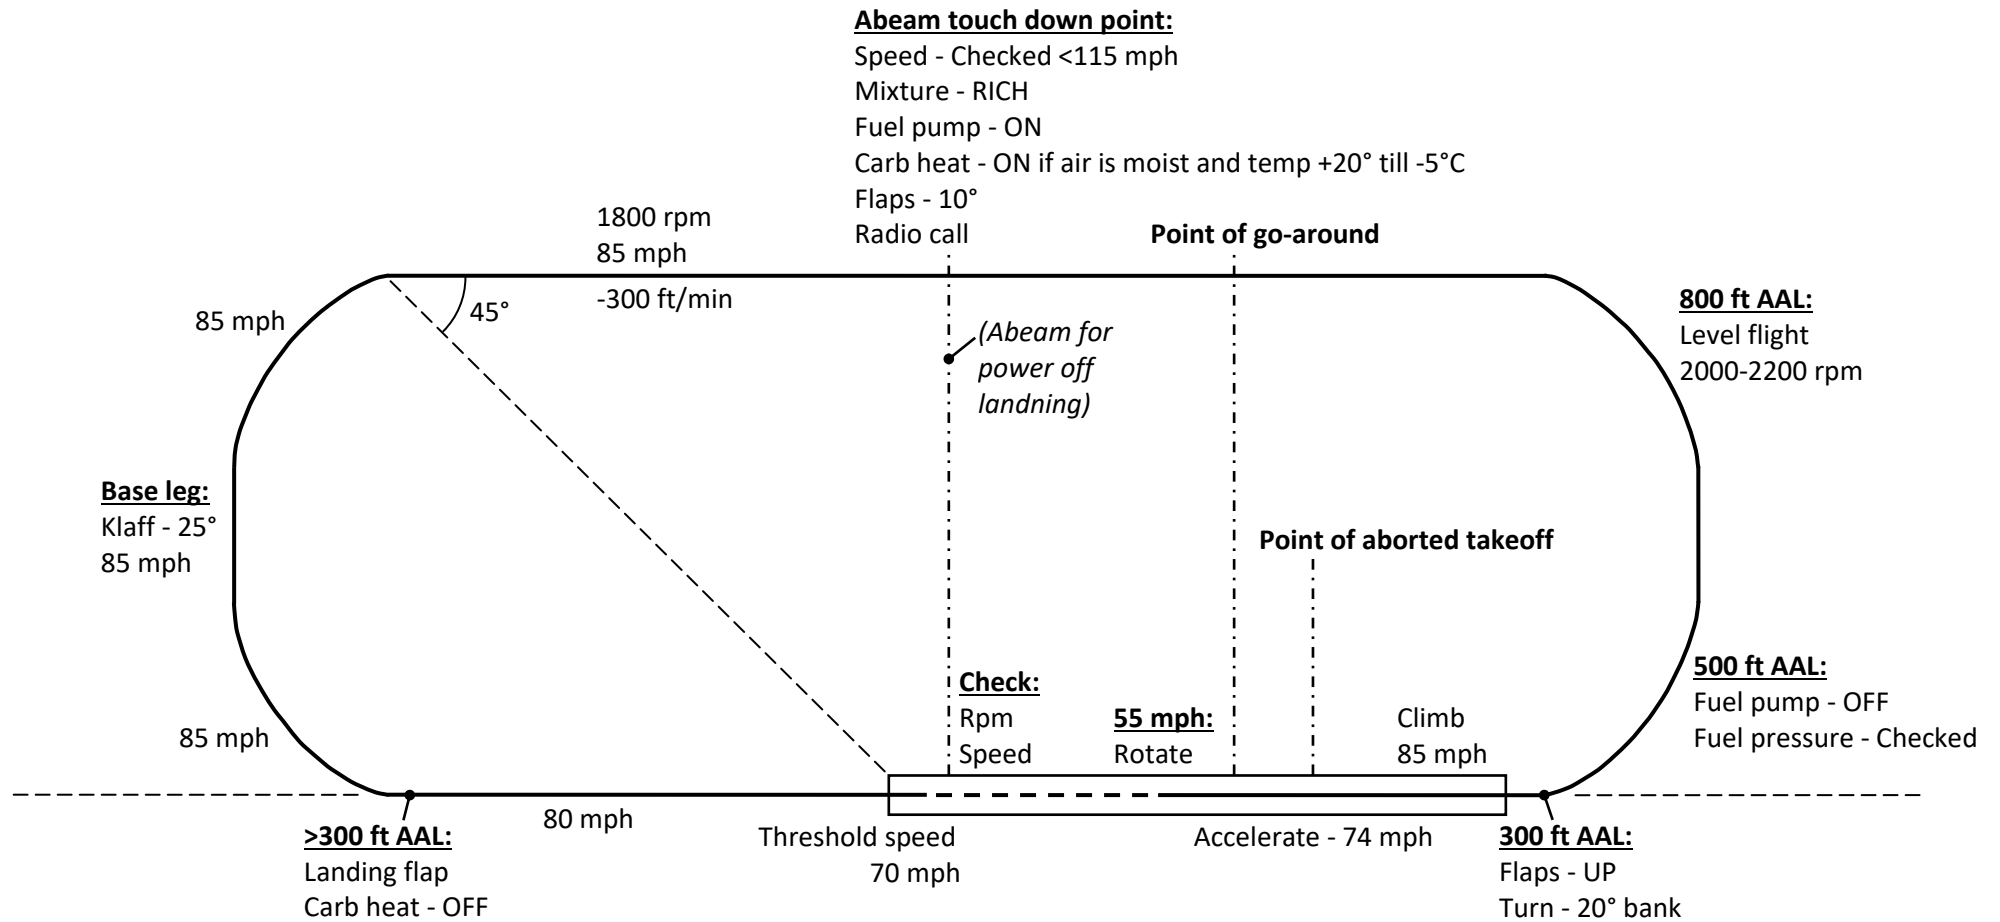 Abeam touch down point:
Speed - Checked <115 mph
Mixture - RICH
Fuel pump - ON
Carb heat - ON if air is moist and temp +20° till -5°C
Flaps - 10°
Radio call
Point of go-around
1800 rpm
85 mph
-300 ft/min
45°
85 mph
(Abeam for
power off
landning)
800 ft AAL:
Level flight
2000-2200 rpm
Base leg:
Klaff - 25°
85 mph
Point of aborted takeoff
500 ft AAL:
Fuel pump - OFF
Fuel pressure - Checked
85 mph
Check:
Rpm
Speed
55 mph:
Rotate
Climb
85 mph
>300 ft AAL:
Landing flap
Carb heat - OFF
80 mph
Threshold speed
70 mph
Accelerate - 74 mph
300 ft AAL:
Flaps - UP
Turn - 20° bank